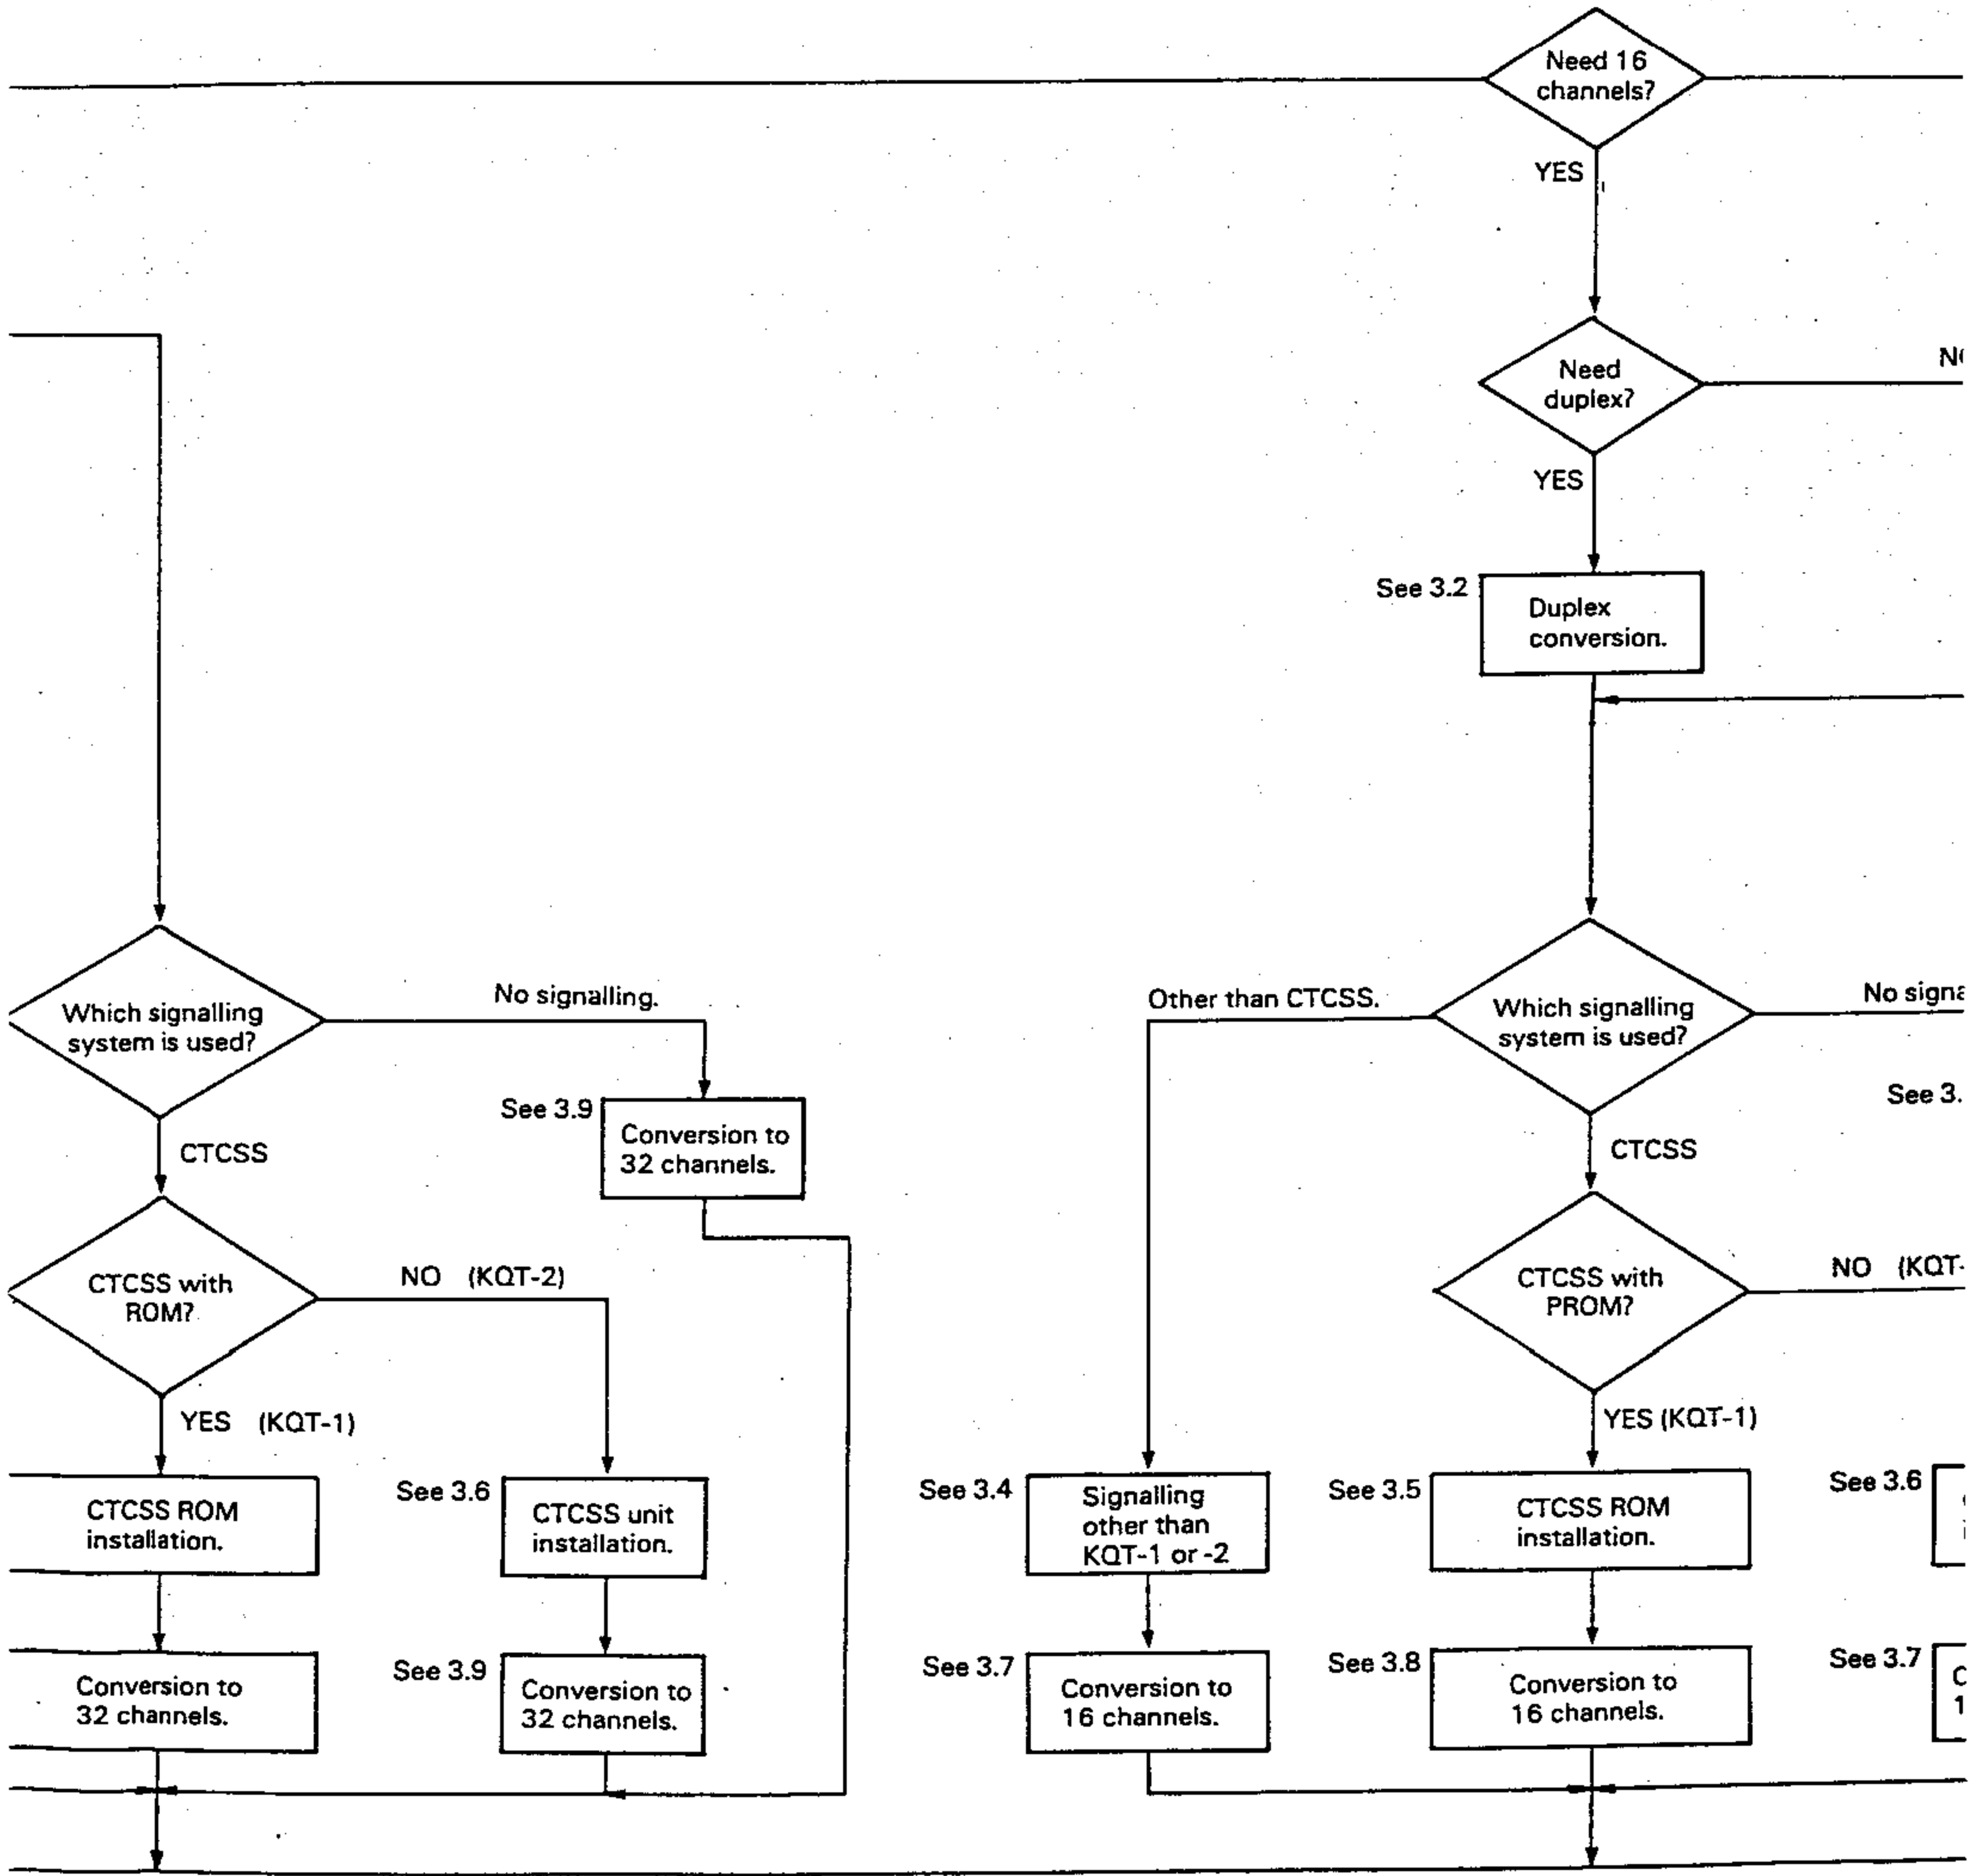 Need 16
channels?
YES
Need
duplex?
YES
See 3.2
Duplex
conversion.
Which signalling
system is used?
No signalling.
See 3.9
Conversion to
32 channels.
CTCSS
CTCSS with
ROM?
NO (KQT-2)
YES (KQT-1)
CTCSS ROM
installation.
See 3.6
CTCSS unit
installation.
Conversion to
32 channels.
See 3.9
Conversion to
32 channels.
Other than CTCSS.
Which signalling
system is used?
No
See 3.
CTCSS
CTCSS with
PROM?
NO (KQT-
YES (KQT-1)
See 3.4
Signalling
other than
KQT-1 or -2
See 3.5
CTCSS ROM
installation.
See 3.6
See 3.7
Conversion to
16 channels.
See 3.8
Conversion to
16 channels.
See 3.7